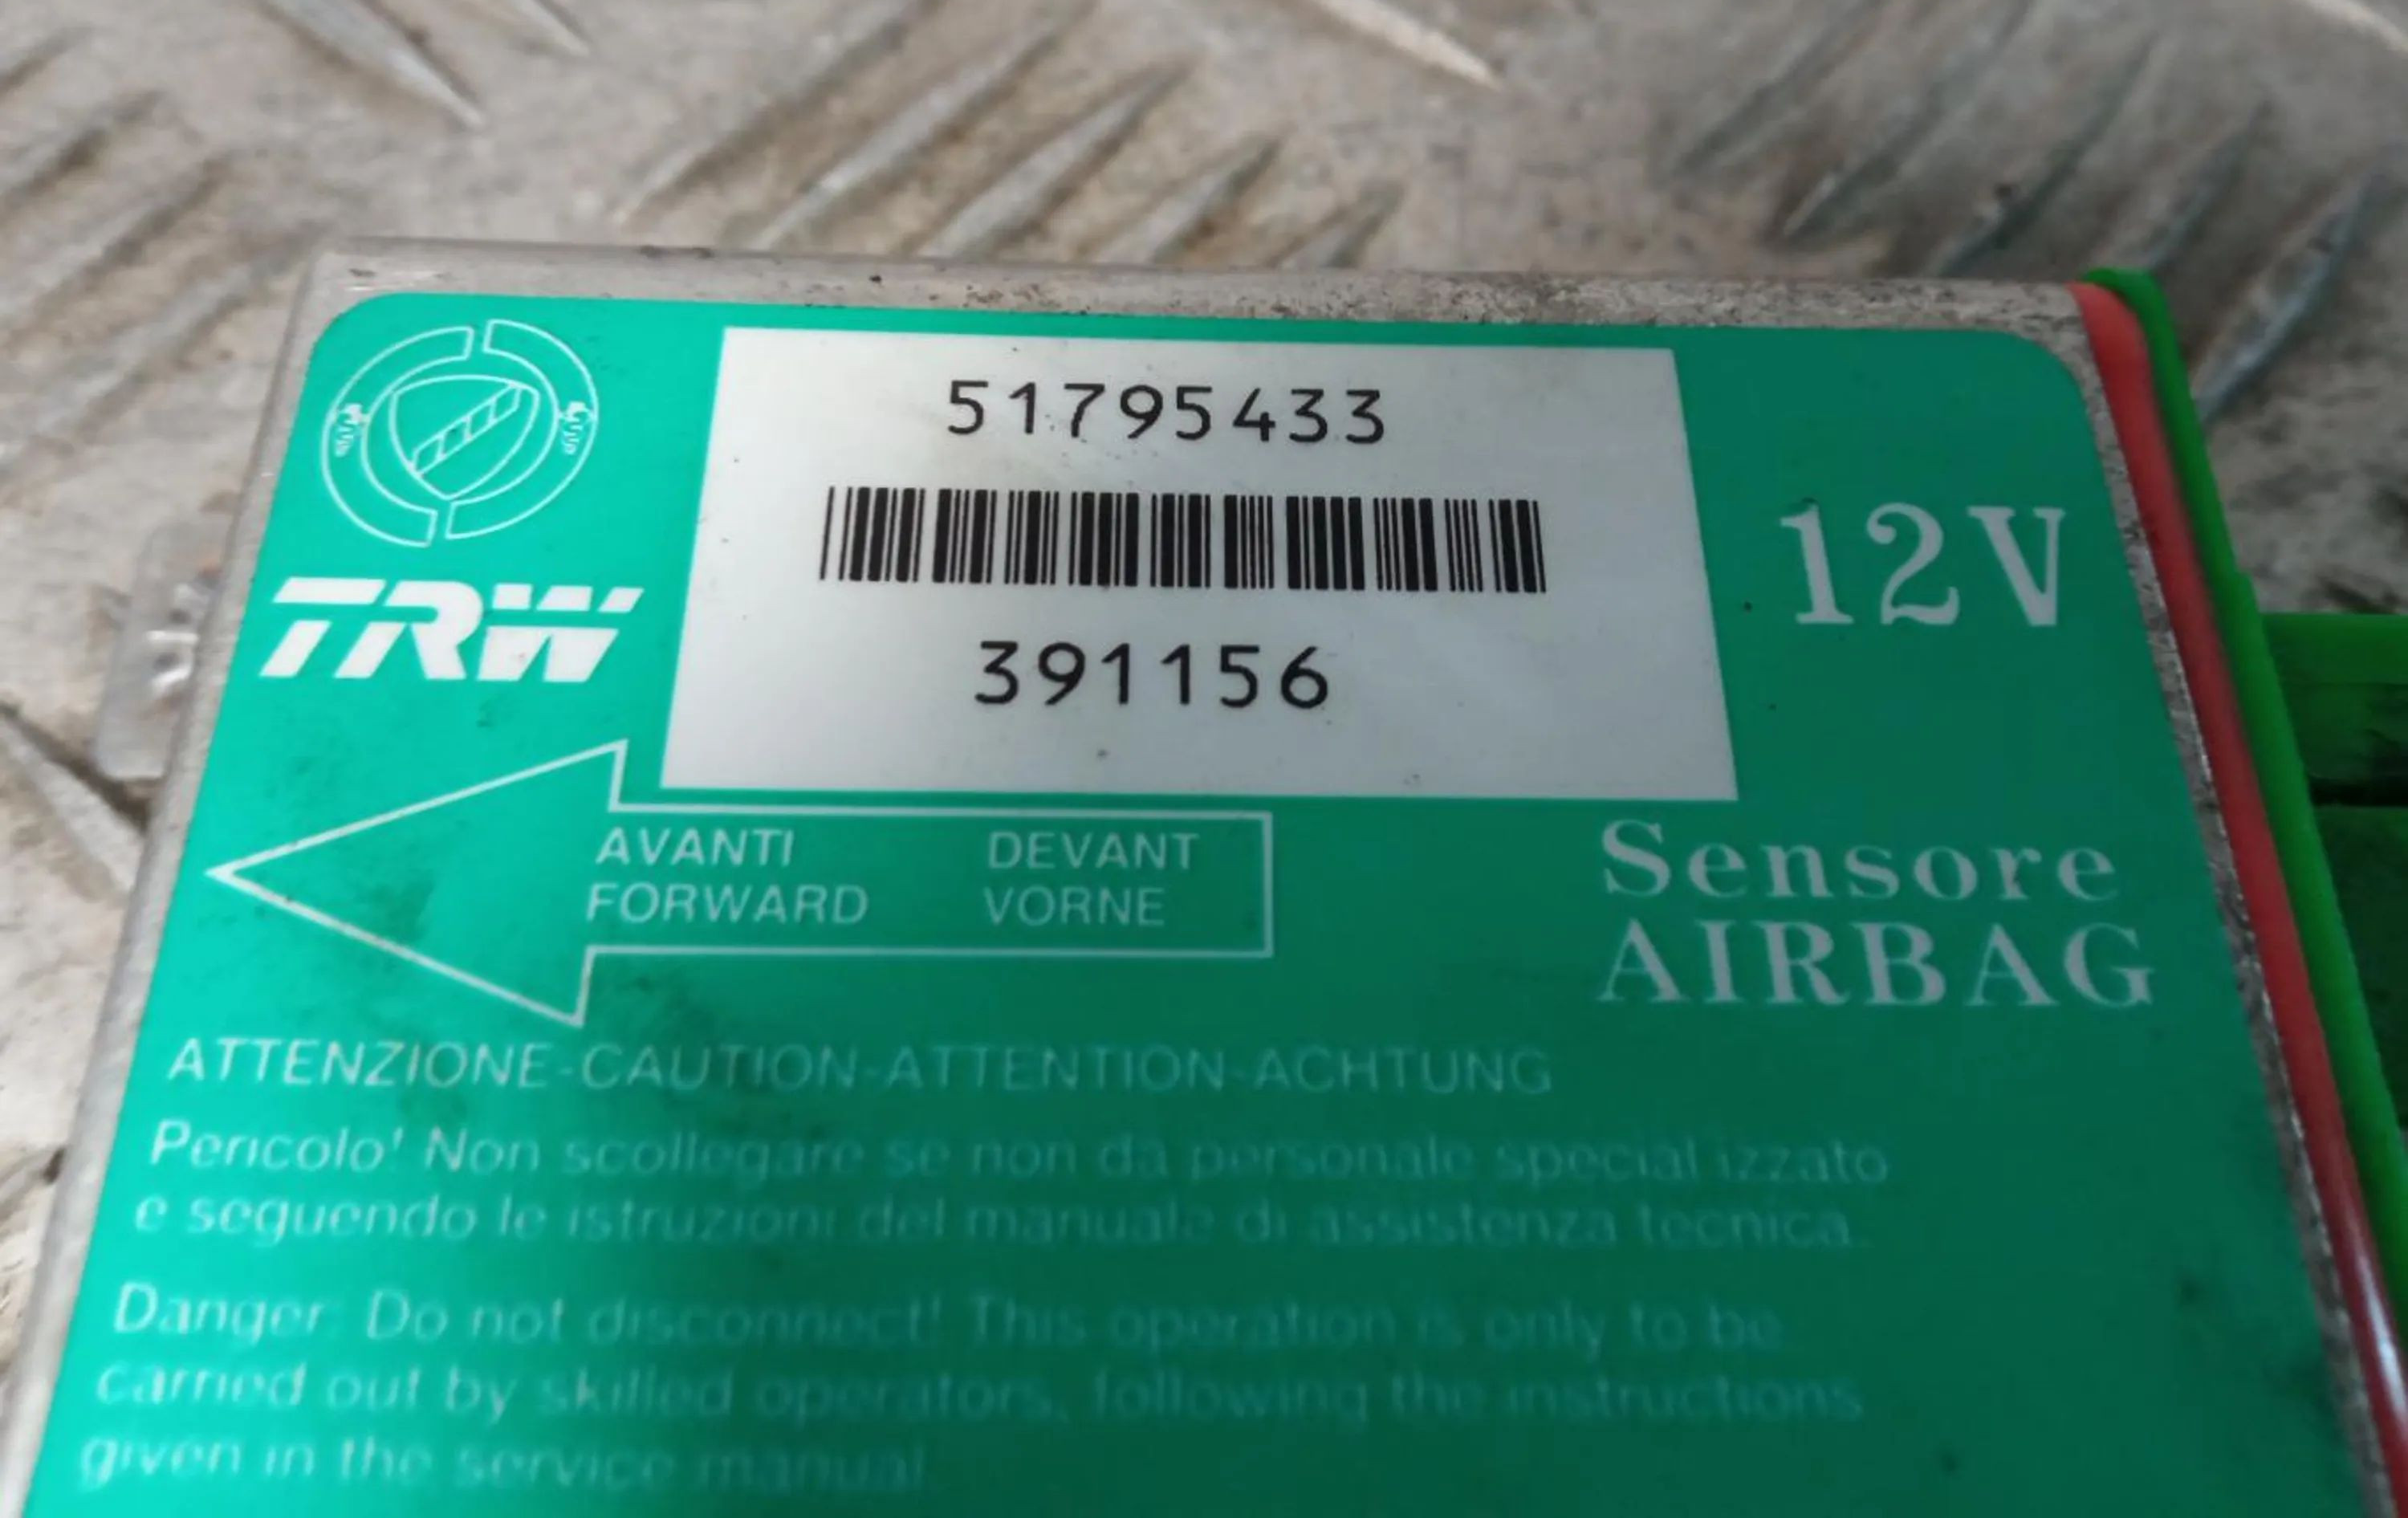 51795433
TRW
391156
12V
AVANTI DEVANT
FORWARD VORNE
Sensore
AIRBAG
ATTENZIONE-CAUTION-ATTENTION-ACHTUNG
Pericolo! Non scollegare se non da personale special izzato
e seguendo le istruzioni del manuale di assistenza tecnica.
Danger: Do not disconnect! This operation is only to be
carried out by skilled operators, following the instructions
given in the service manual